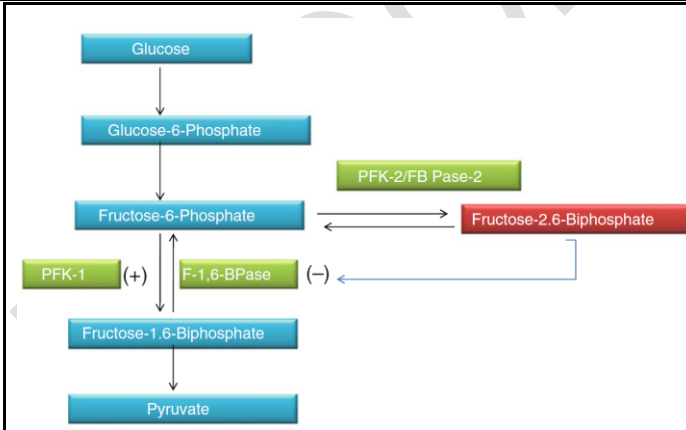 Glucose
Glucose-6-Phosphate
PFK-2/FB Pase-2
Fructose-6-Phosphate
Fructose-2.6-Biphosphate
PFK-1
(+)
F-1,6-BPase
(−)
Fructose-1.6-Biphosphate
Pyruvate